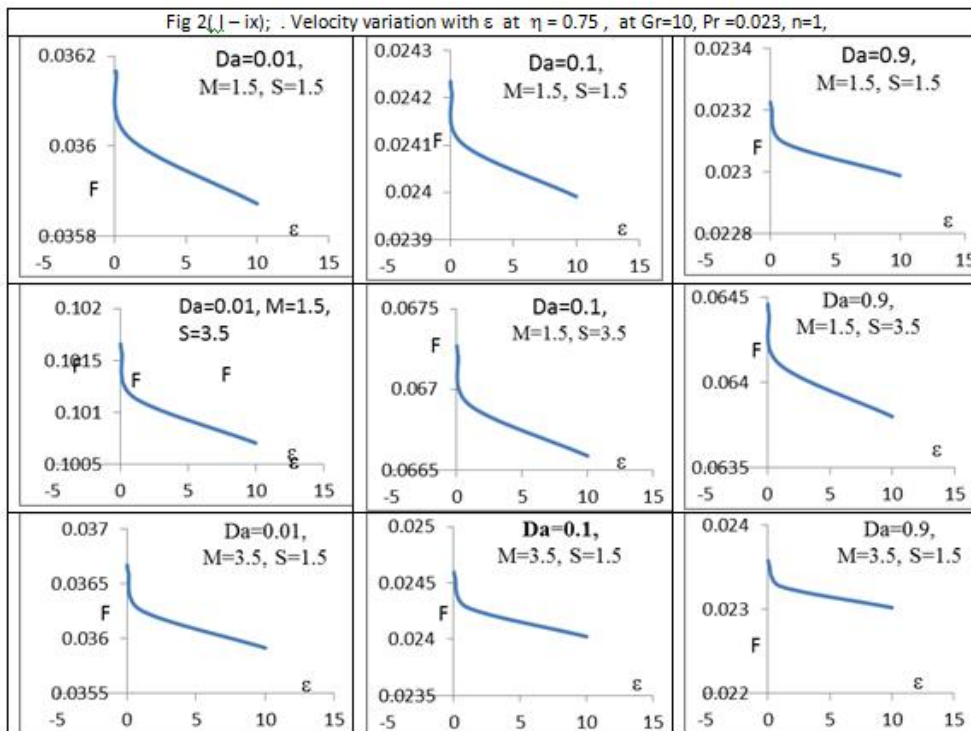 Fig 2( I – ix); . Velocity variation with ε at η = 0.75 , at Gr=10, Pr =0.023, n=1,
Da=0.01,
M=1.5, S=1.5
0.0362
0.036
0.0358
F
ε
-5 0 5 10 15
Da=0.1,
M=1.5, S=1.5
0.0243
0.0242
0.0241
0.024
0.0239
F
ε
-5 0 5 10 15
Da=0.9,
M=1.5, S=1.5
0.0234
0.0232
0.023
0.0228
F
ε
-5 0 5 10 15
Da=0.01, M=1.5,
S=3.5
0.102
0.1015
0.101
0.1005
F
F
F
ε
ε
-5 0 5 10 15
Da=0.1,
M=1.5, S=3.5
0.0675
0.067
0.0665
F
ε
-5 0 5 10 15
Da=0.9,
M=1.5, S=3.5
0.0645
0.064
0.0635
F
ε
-5 0 5 10 15
Da=0.01,
M=3.5, S=1.5
0.037
0.0365
0.036
0.0355
F
ε
-5 0 5 10 15
Da=0.1,
M=3.5, S=1.5
0.025
0.0245
0.024
0.0235
F
ε
-5 0 5 10 15
Da=0.9,
M=3.5, S=1.5
0.024
0.023
0.022
F
ε
-5 0 5 10 15